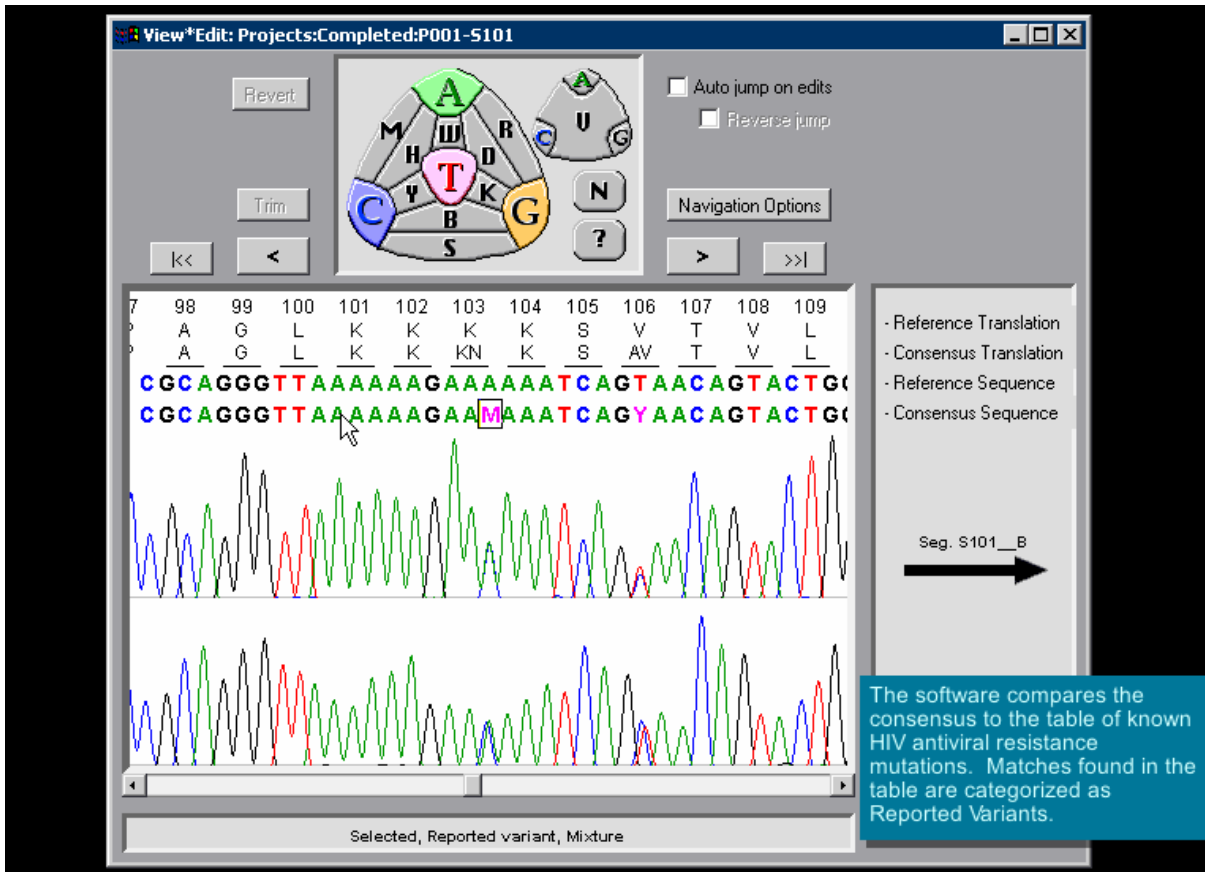 View*Edit: Projects:Completed:P001-S101
Revert
Auto jump on edits
Reverse jump
A
M W R
H D
T
Y K
C B G
S
A
V
C G
N
?
Trim
Navigation Options
|<<
<
>
>>|
7 98 99 100 101 102 103 104 105 106 107 108 109
P A G L K K K K S V T V L
P A G L K K KN K S AV T V L
CGCAGGGTTAAAAAAGAAAAAATCAGTAACAGTACTGG
CGCAGGGTTAAAAAAGAAMAAATCAGYAACAGTACTGG
- Reference Translation
- Consensus Translation
- Reference Sequence
- Consensus Sequence
Seg. S101__B
The software compares the
consensus to the table of known
HIV antiviral resistance
mutations. Matches found in the
table are categorized as
Reported Variants.
Selected, Reported variant, Mixture